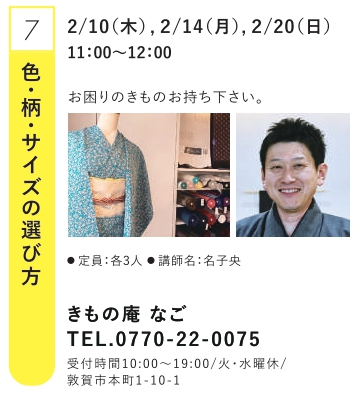 7
色・柄・サイズの選び方
2/10(木), 2/14(月), 2/20(日)
11:00〜12:00
お困りのきものお持ち下さい。
●定員:各3人 ●講師名:名子央
きもの庵 なご
TEL.0770-22-0075
受付時間10:00〜19:00/火・水曜休/
敦賀市本町1-10-1